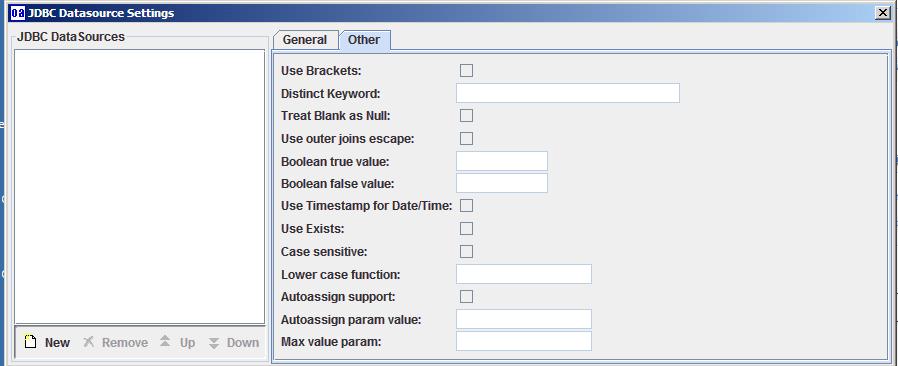 oa JDBC Datasource Settings
JDBC DataSources
General Other
Use Brackets:
Distinct Keyword:
Treat Blank as Null:
Use outer joins escape:
Boolean true value:
Boolean false value:
Use Timestamp for Date/Time:
Use Exists:
Case sensitive:
Lower case function:
Autoassign support:
Autoassign param value:
Max value param:
New Remove Up Down